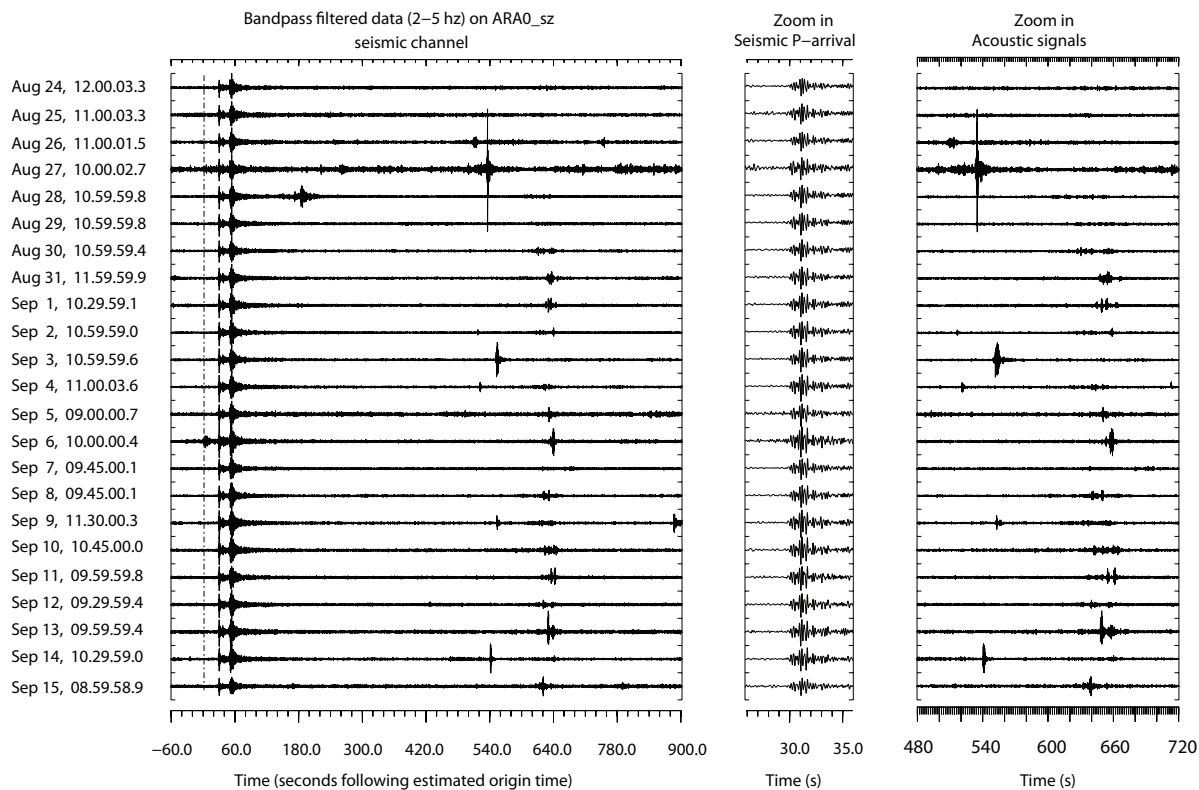 Bandpass filtered data (2−5 hz) on ARA0_sz
seismic channel
Zoom in
Seismic P−arrival
Zoom in
Acoustic signals
Aug 24, 12.00.03.3
Aug 25, 11.00.03.3
Aug 26, 11.00.01.5
Aug 27, 10.00.02.7
Aug 28, 10.59.59.8
Aug 29, 10.59.59.8
Aug 30, 10.59.59.4
Aug 31, 11.59.59.9
Sep 1, 10.29.59.1
Sep 2, 10.59.59.0
Sep 3, 10.59.59.6
Sep 4, 11.00.03.6
Sep 5, 09.00.00.7
Sep 6, 10.00.00.4
Sep 7, 09.45.00.1
Sep 8, 09.45.00.1
Sep 9, 11.30.00.3
Sep 10, 10.45.00.0
Sep 11, 09.59.59.8
Sep 12, 09.29.59.4
Sep 13, 09.59.59.4
Sep 14, 10.29.59.0
Sep 15, 08.59.58.9
−60.0 60.0 180.0 300.0 420.0 540.0 640.0 780.0 900.0
30.0 35.0
480 540 600 660 720
Time (seconds following estimated origin time)
Time (s)
Time (s)